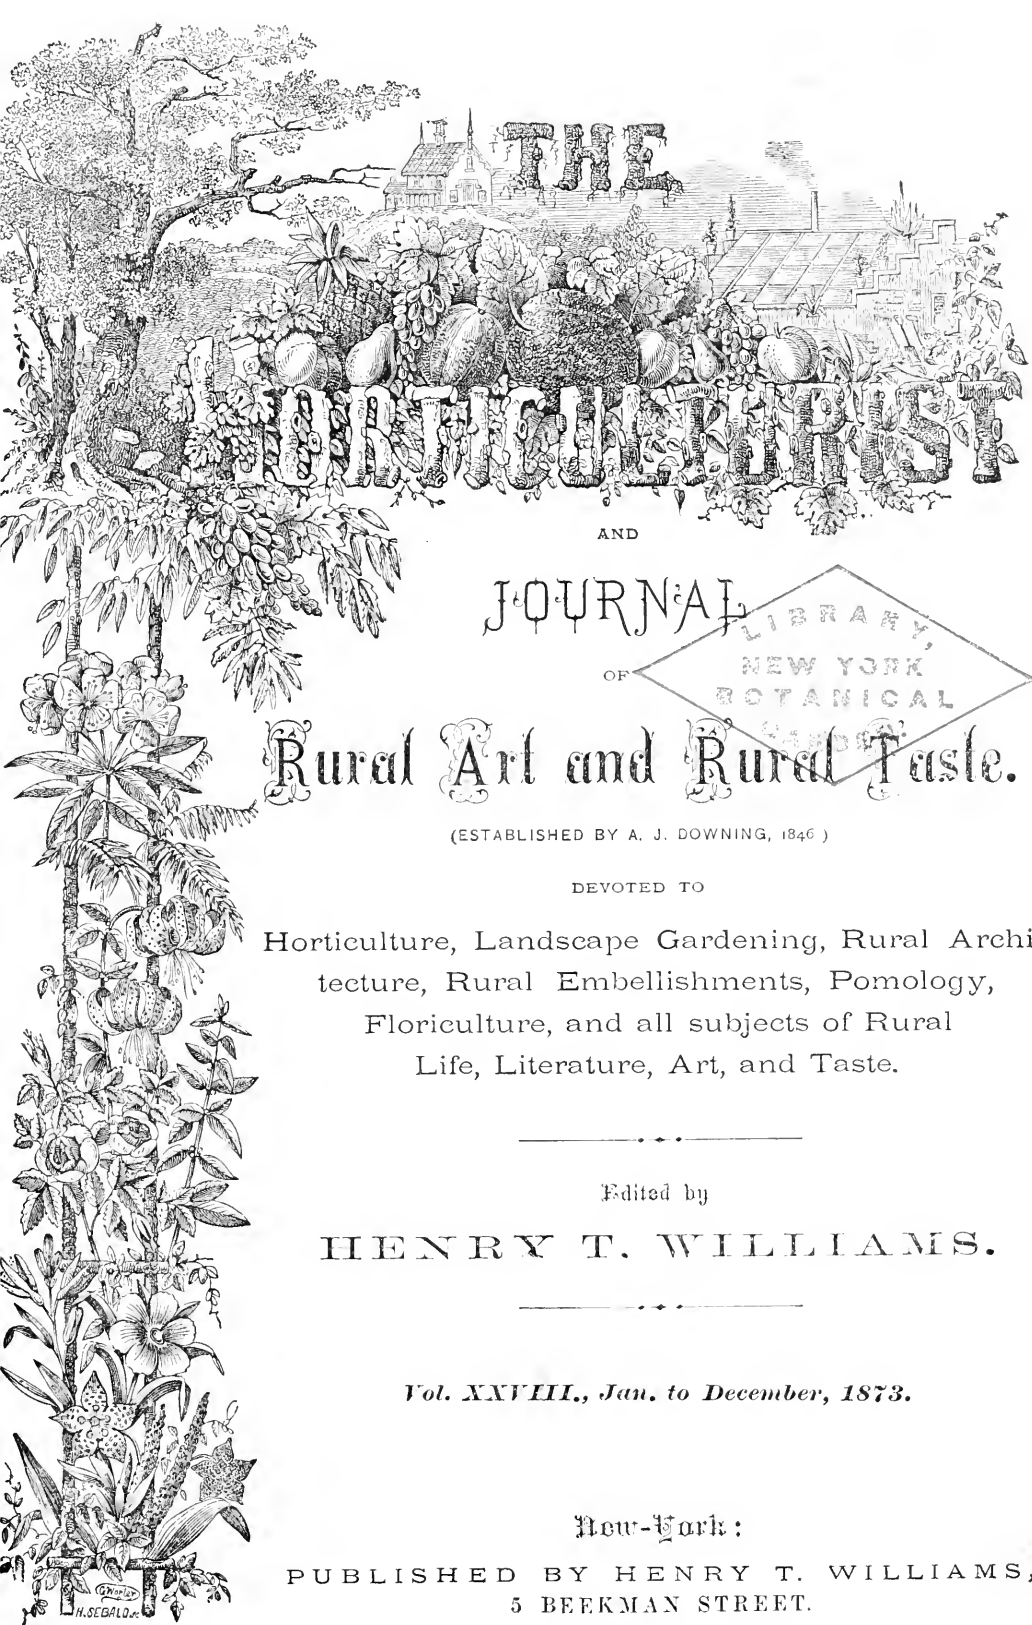 THE
HORTICULTURIST
AND
JOURNAL
OF
LIBRARY,
NEW YORK
BOTANICAL
GARDEN
Rural Art and Rural Taste.
(ESTABLISHED BY A. J. DOWNING, 1846 )
DEVOTED TO
Horticulture, Landscape Gardening, Rural Archi
tecture, Rural Embellishments, Pomology,
Floriculture, and all subjects of Rural
Life, Literature, Art, and Taste.
Edited by
HENRY T. WILLIAMS.
Vol. XXVIII., Jan. to December, 1873.
New-York:
PUBLISHED BY HENRY T. WILLIAMS,
5 BEEKMAN STREET.
G Worley
H. SEBALD.sc